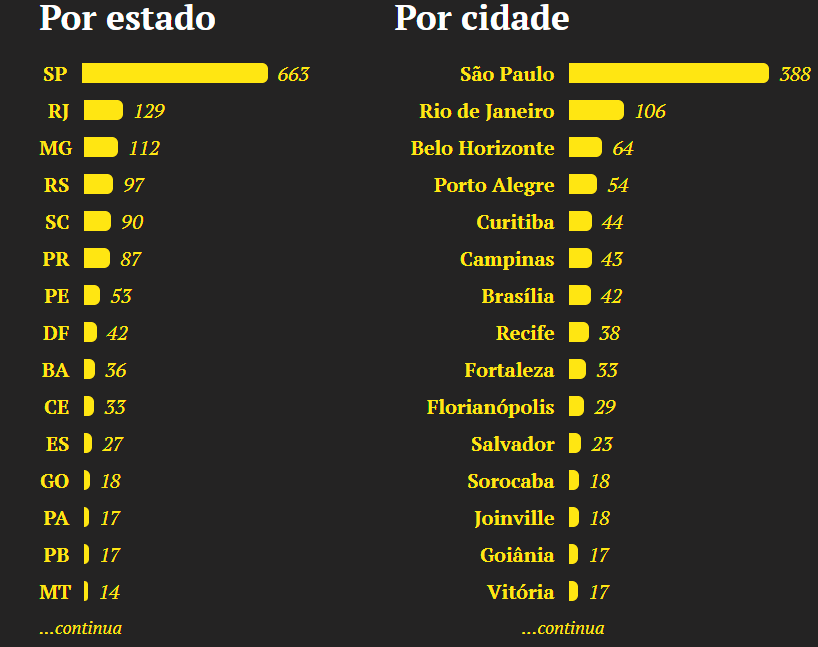 Por estado
SP 663
RJ 129
MG 112
RS 97
SC 90
PR 87
PE 53
DF 42
BA 36
CE 33
ES 27
GO 18
PA 17
PB 17
MT 14
...continua
Por cidade
São Paulo 388
Rio de Janeiro 106
Belo Horizonte 64
Porto Alegre 54
Curitiba 44
Campinas 43
Brasília 42
Recife 38
Fortaleza 33
Florianópolis 29
Salvador 23
Sorocaba 18
Joinville 18
Goiânia 17
Vitória 17
...continua